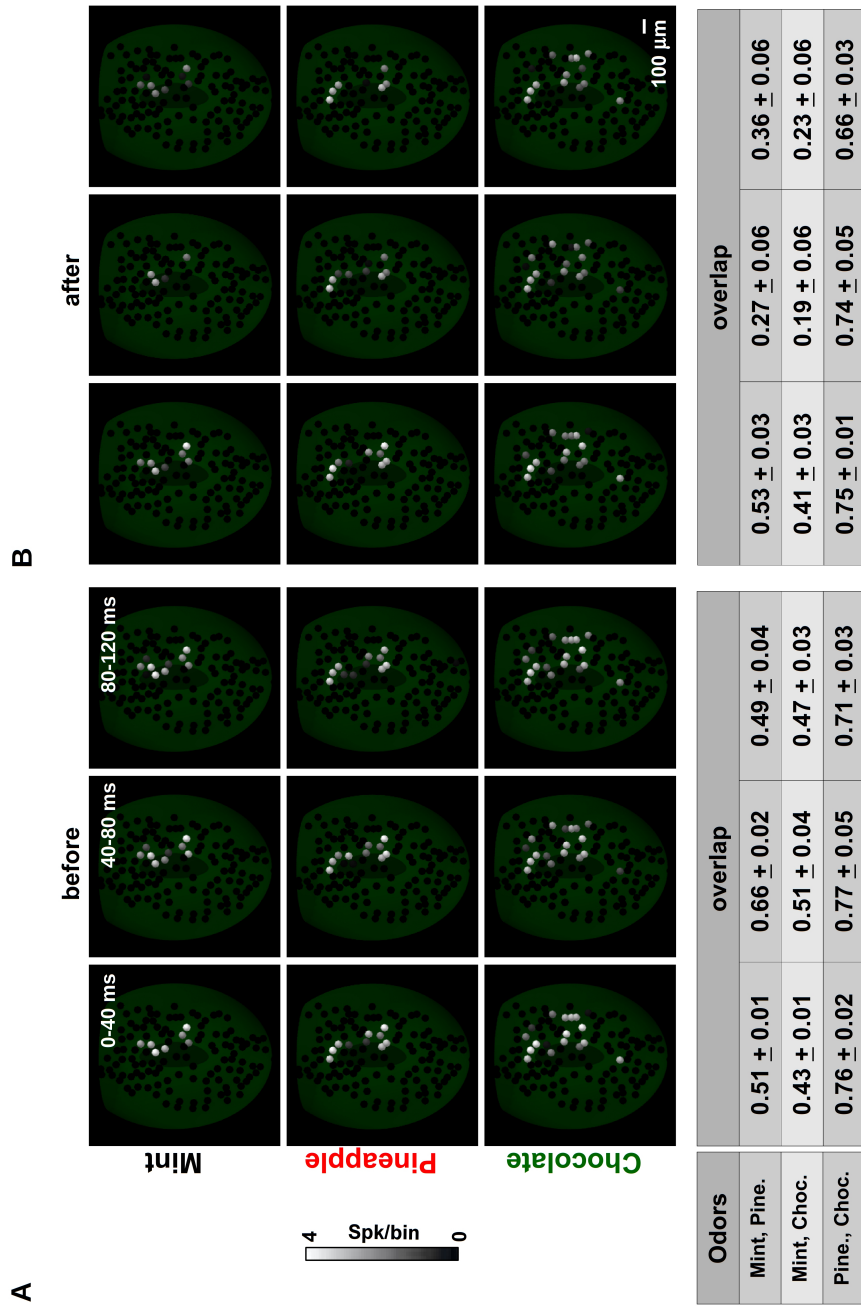 A
B
before
after
0-40 ms
40-80 ms
80-120 ms
Mint
Pineapple
Chocolate
4
Spk/bin
0
100 µm
Odors
overlap
overlap
Mint, Pine.
0.51 ± 0.01
0.66 ± 0.02
0.49 ± 0.04
0.53 ± 0.03
0.27 ± 0.06
0.36 ± 0.06
Mint, Choc.
0.43 ± 0.01
0.51 ± 0.04
0.47 ± 0.03
0.41 ± 0.03
0.19 ± 0.06
0.23 ± 0.06
Pine., Choc.
0.76 ± 0.02
0.77 ± 0.05
0.71 ± 0.03
0.75 ± 0.01
0.74 ± 0.05
0.66 ± 0.03